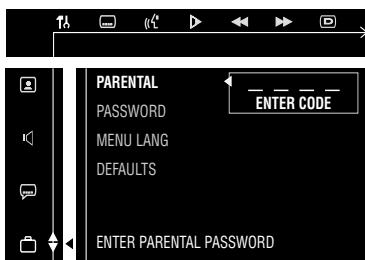 PARENTAL
ENTER CODE
PASSWORD
MENU LANG
DEFAULTS
ENTER PARENTAL PASSWORD